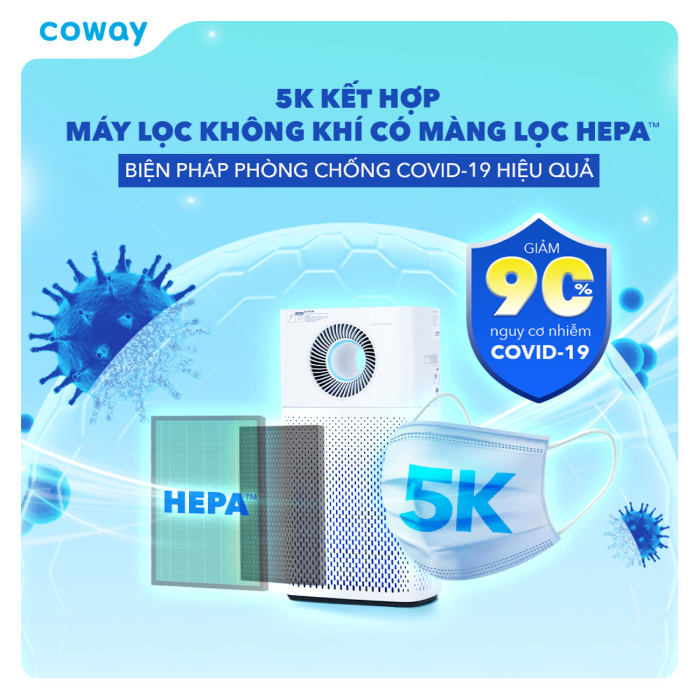 coway
5K KẾT HỢP
MÁY LỌC KHÔNG KHÍ CÓ MÀNG LỌC HEPA™
BIỆN PHÁP PHÒNG CHỐNG COVID-19 HIỆU QUẢ
GIẢM
90%
nguy cơ nhiễm
COVID-19
HEPA™
5K